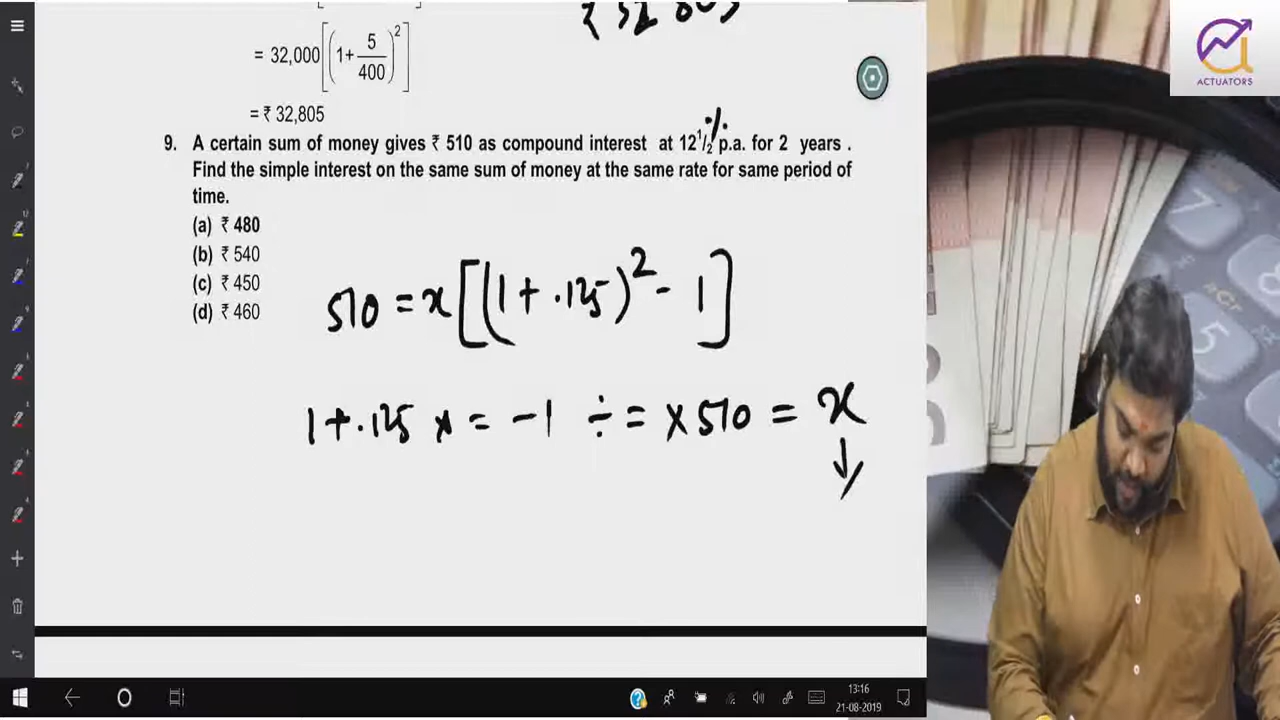 ₹ 32 805
= 32,000[(1+5/400)²]
= ₹ 32,805
ACTUATORS
9. A certain sum of money gives ₹ 510 as compound interest at 12½% p.a. for 2 years .
Find the simple interest on the same sum of money at the same rate for same period of
time.
(a) ₹ 480
(b) ₹ 540
(c) ₹ 450
(d) ₹ 460
510 = x[(1+.125)² - 1]
1+.125 × = -1 ÷ = ×510 = x
13:16
21-08-2019